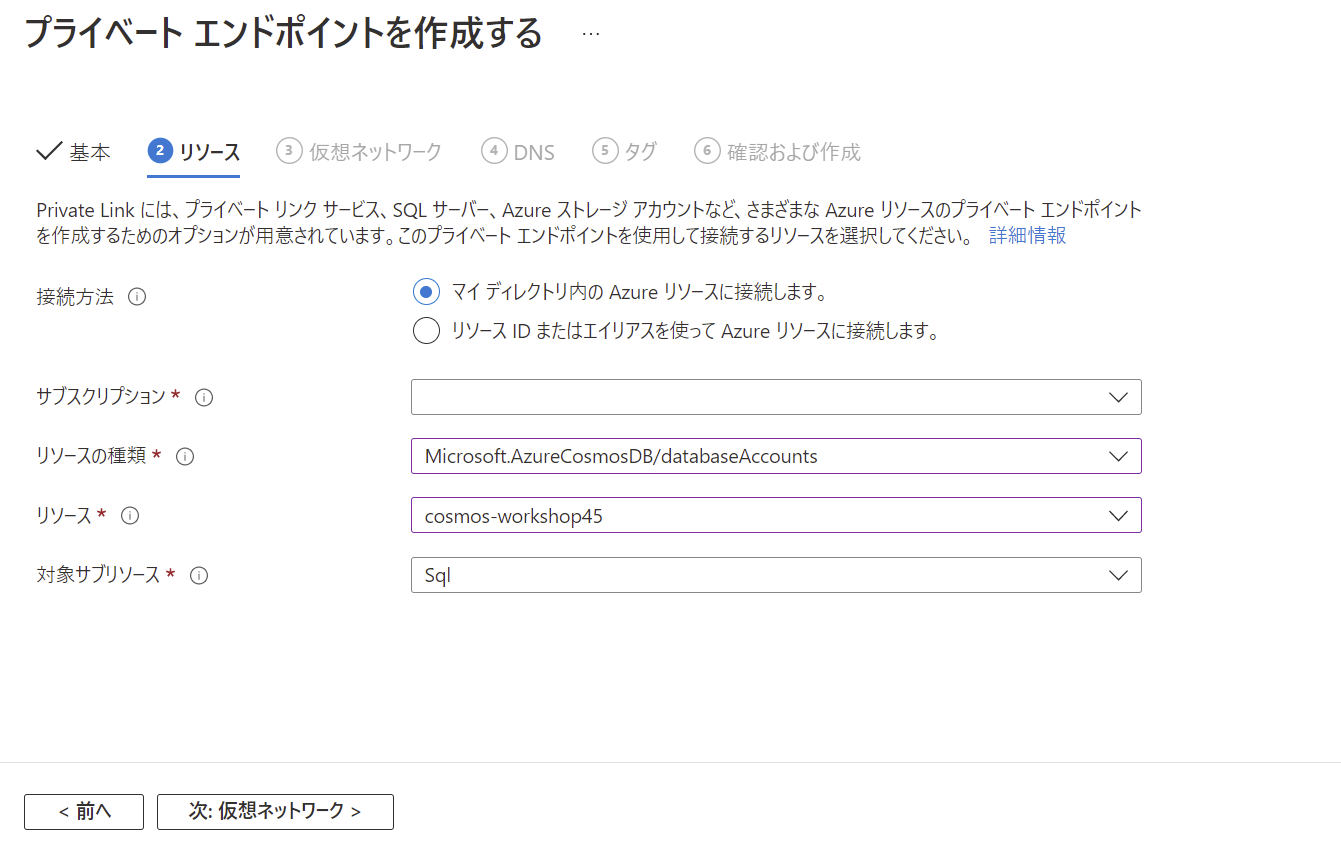 プライベート エンドポイントを作成する ...
基本 2 リソース 3 仮想ネットワーク 4 DNS 5 タグ 6 確認および作成
Private Link には、プライベート リンク サービス、SQL サーバー、Azure ストレージ アカウントなど、さまざまな Azure リソースのプライベート エンドポイント
を作成するためのオプションが用意されています。このプライベート エンドポイントを使用して接続するリソースを選択してください。 詳細情報
接続方法
マイ ディレクトリ内の Azure リソースに接続します。
リソース ID またはエイリアスを使って Azure リソースに接続します。
サブスクリプション *
リソースの種類 * Microsoft.AzureCosmosDB/databaseAccounts
リソース * cosmos-workshop45
対象サブリソース * Sql
< 前へ 次: 仮想ネットワーク >